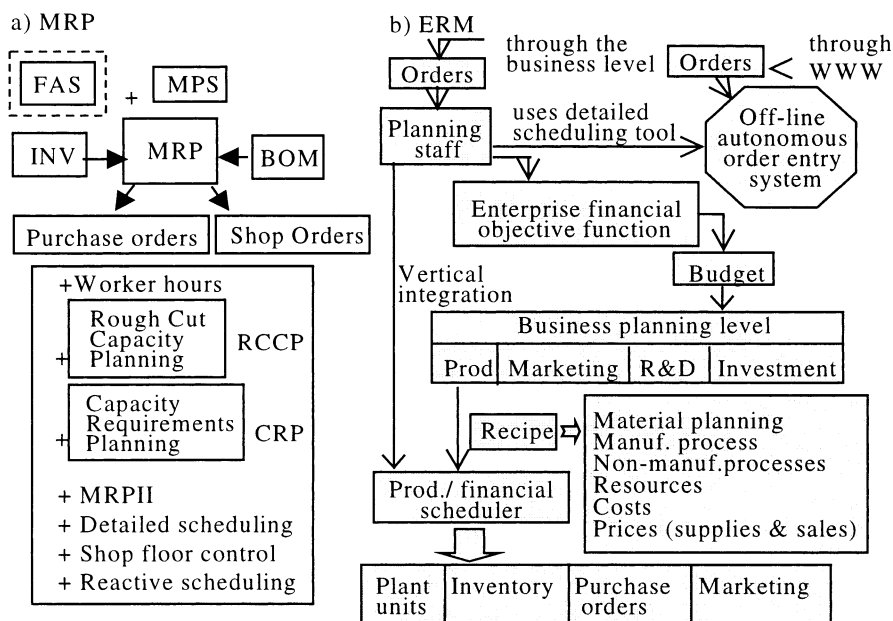 a) MRP
FAS
+
MPS
INV
MRP
BOM
Purchase orders
Shop Orders
+Worker hours
Rough Cut
Capacity
+ Planning
RCCP
Capacity
Requirements
+ Planning
CRP
+ MRPII
+ Detailed scheduling
+ Shop floor control
+ Reactive scheduling
b) ERM
through the
business level
Orders
Orders
through
WWW
Planning
staff
uses detailed
scheduling tool
Off-line
autonomous
order entry
system
Enterprise financial
objective function
Budget
Vertical
integration
Business planning level
Prod
Marketing
R&D
Investment
Recipe
Material planning
Manuf. process
Non-manuf.processes
Resources
Costs
Prices (supplies & sales)
Prod./ financial
scheduler
Plant
units
Inventory
Purchase
orders
Marketing